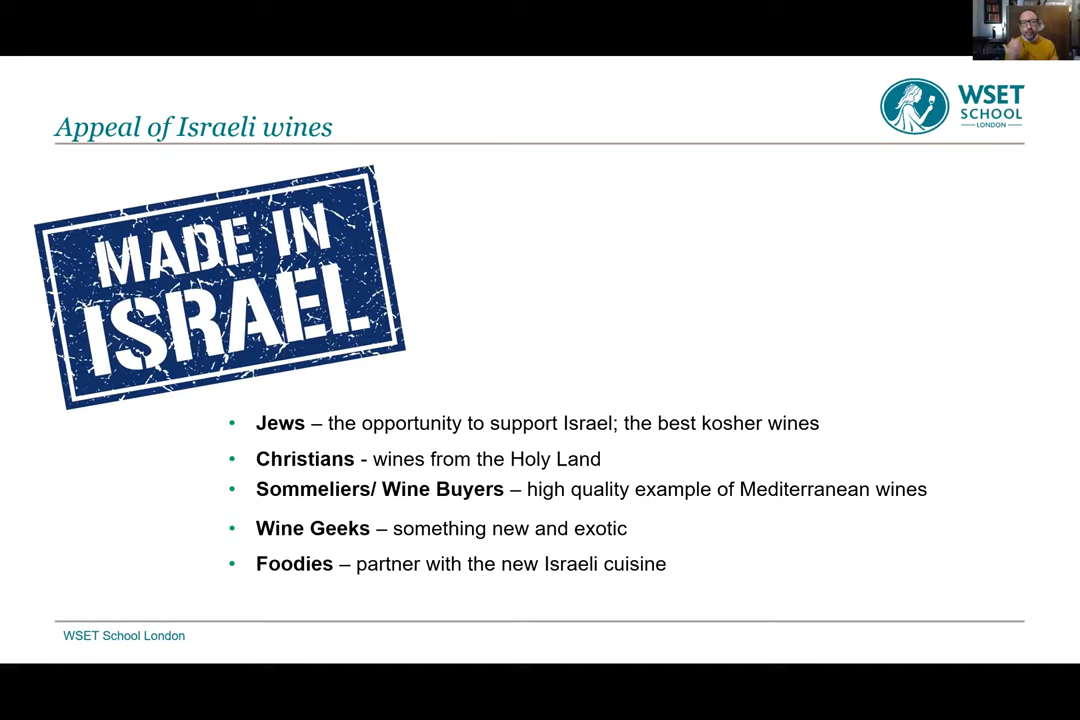 WSET
SCHOOL
LONDON
Appeal of Israeli wines
MADE IN
ISRAEL
• Jews – the opportunity to support Israel; the best kosher wines
• Christians - wines from the Holy Land
• Sommeliers/ Wine Buyers – high quality example of Mediterranean wines
• Wine Geeks – something new and exotic
• Foodies – partner with the new Israeli cuisine
WSET School London